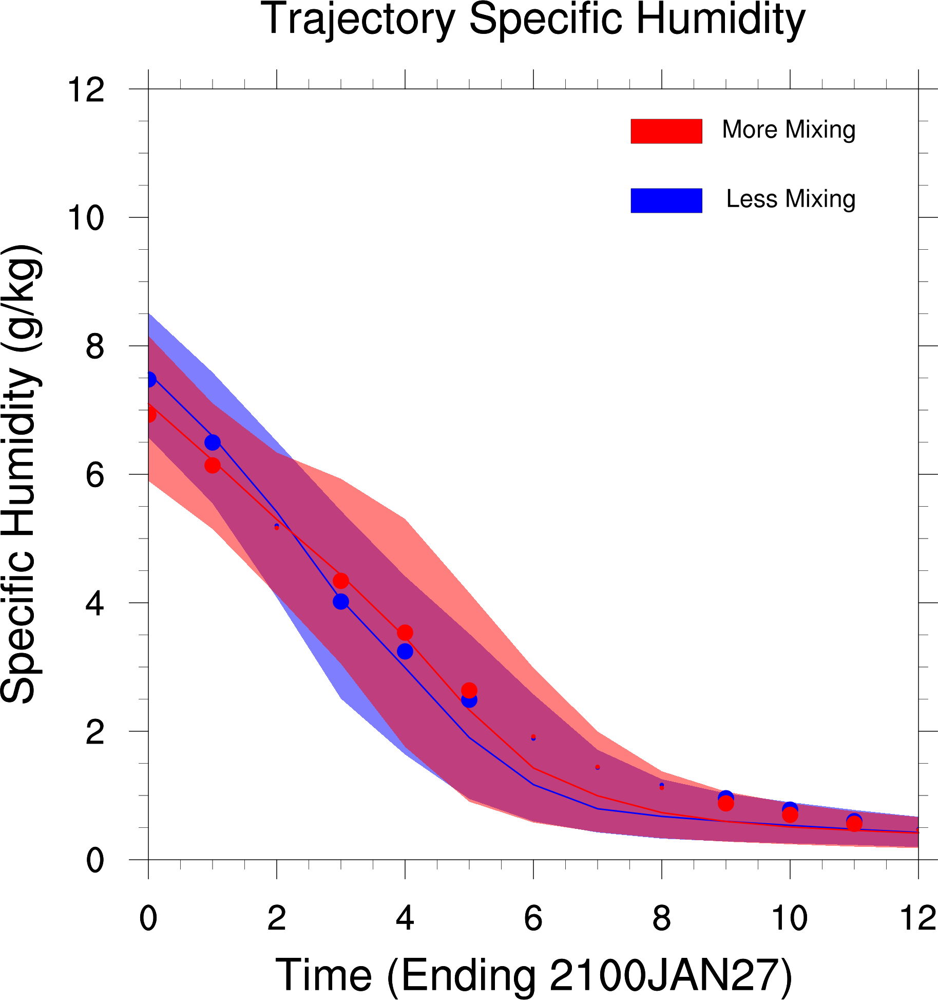 Trajectory Specific Humidity
12
10
8
6
4
2
0
Specific Humidity (g/kg)
More Mixing
Less Mixing
0 2 4 6 8 10 12
Time (Ending 2100JAN27)